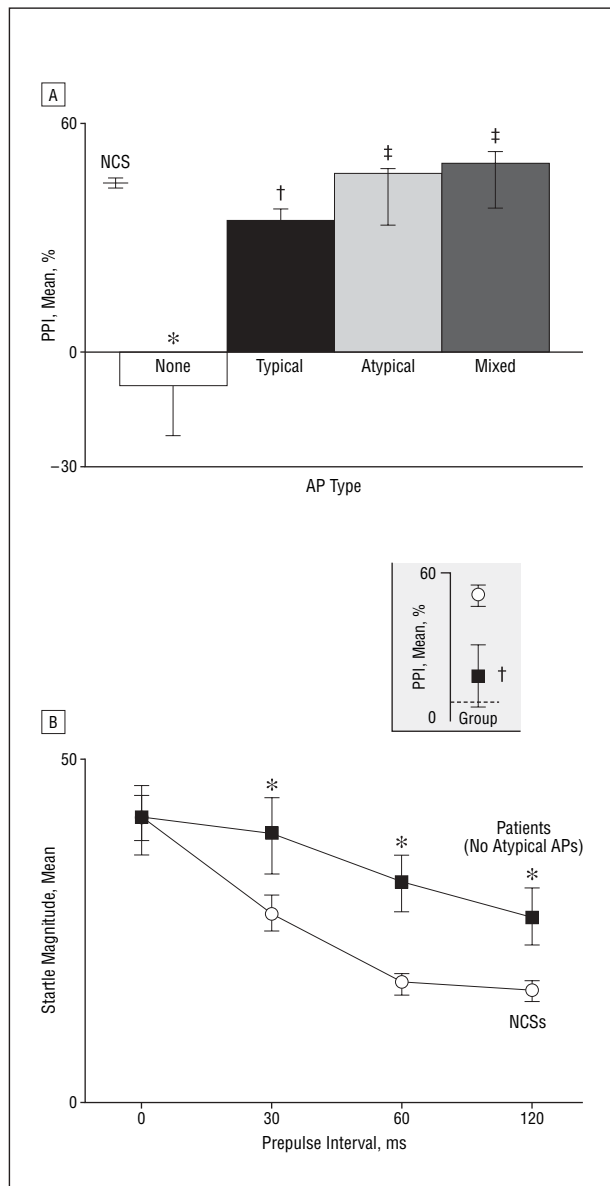 A
60
NCS
‡
‡
†
PPI, Mean, %
*
0
None
Typical
Atypical
Mixed
−30
AP Type
60
PPI, Mean, %
†
0
Group
B
50
*
Patients
(No Atypical APs)
*
*
Startle Magnitude, Mean
NCSs
0
0
30
60
120
Prepulse Interval, ms